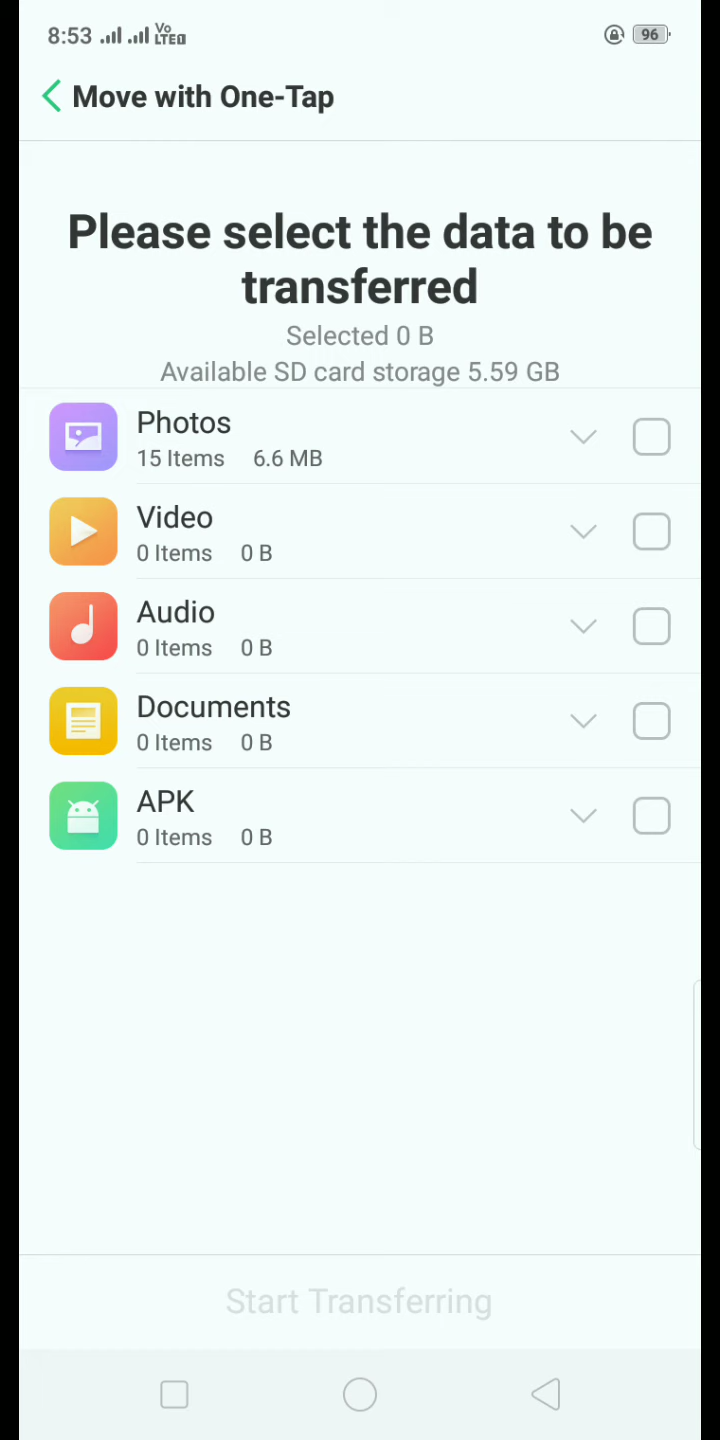 8:53 Vo LTE
96
Move with One-Tap
Please select the data to be
transferred
Selected 0 B
Available SD card storage 5.59 GB
Photos
15 Items 6.6 MB
Video
0 Items 0 B
Audio
0 Items 0 B
Documents
0 Items 0 B
APK
0 Items 0 B
Start Transferring